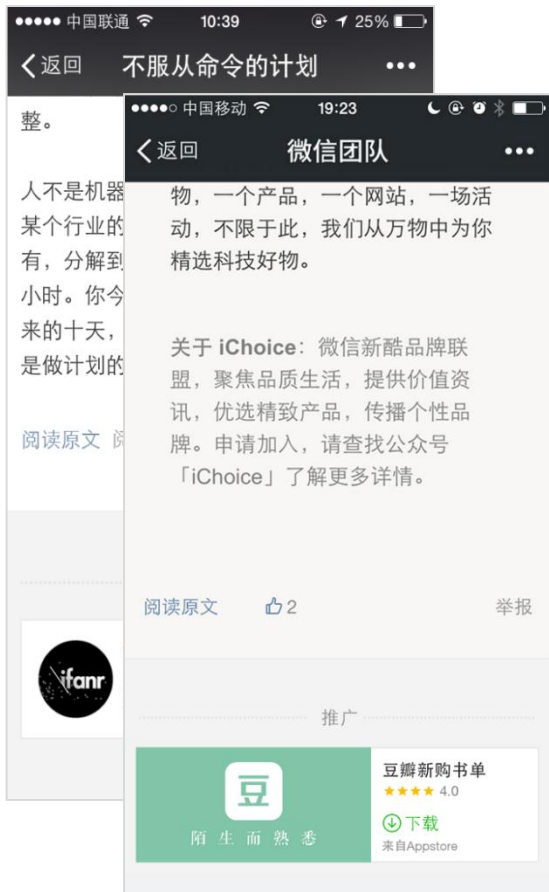 中国联通 10:39 25%
返回 不服从命令的计划
整。
人不是机器
某个行业的
有，分解到
小时。你今
来的十天，
是做计划的
阅读原文
ifanr
中国移动 19:23
返回 微信团队
物，一个产品，一个网站，一场活
动，不限于此，我们从万物中为你
精选科技好物。
关于 iChoice：微信新酷品牌联
盟，聚焦品质生活，提供价值资
讯，优选精致产品，传播个性品
牌。申请加入，请查找公众号
「iChoice」了解更多详情。
阅读原文 2 举报
推广
豆
陌生而熟悉
豆瓣新购书单
★★★★ 4.0
下载
来自Appstore